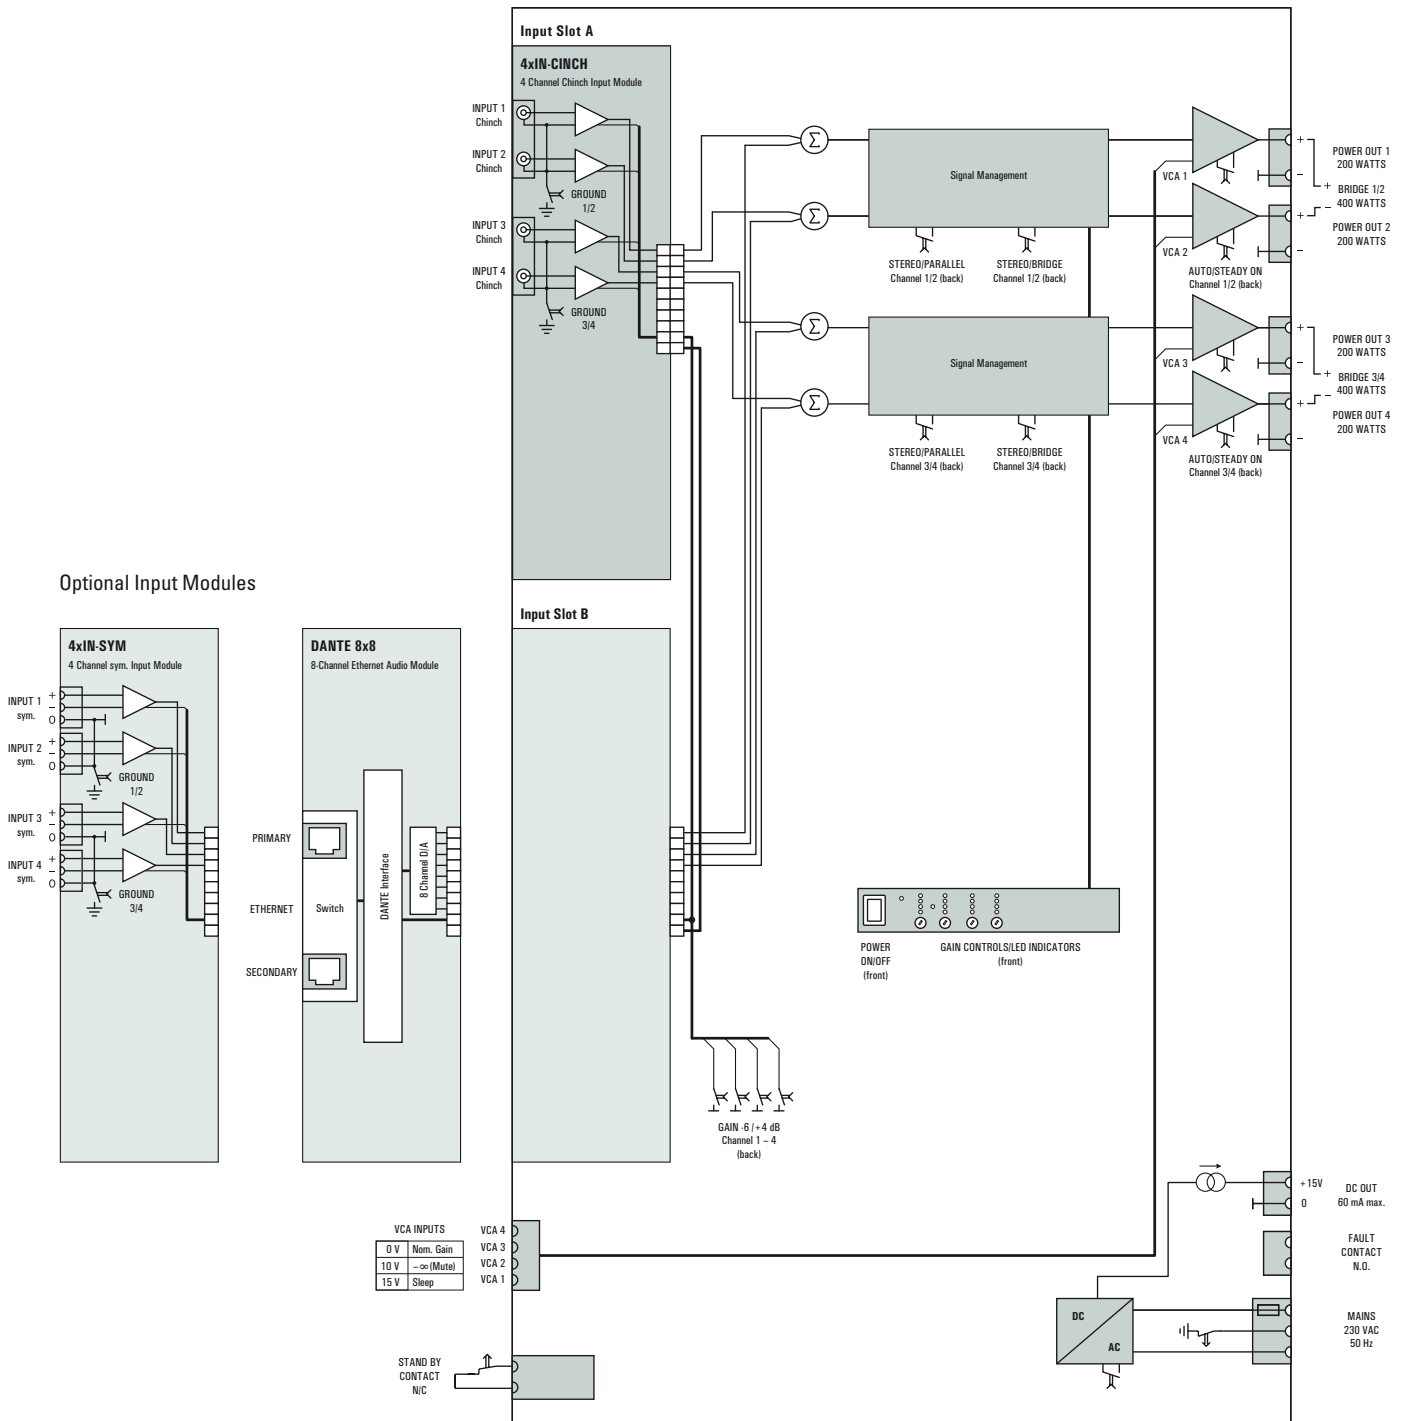 Input Slot A
4xIN-CINCH
4 Channel Chinch Input Module
INPUT 1
Chinch
INPUT 2
Chinch
GROUND
1/2
INPUT 3
Chinch
INPUT 4
Chinch
GROUND
3/4
Σ
Σ
Σ
Σ
Signal Management
STEREO/PARALLEL
Channel 1/2 (back)
STEREO/BRIDGE
Channel 1/2 (back)
Signal Management
STEREO/PARALLEL
Channel 3/4 (back)
STEREO/BRIDGE
Channel 3/4 (back)
VCA 1
VCA 2
AUTO/STEADY ON
Channel 1/2 (back)
VCA 3
VCA 4
AUTO/STEADY ON
Channel 3/4 (back)
+
−
+
−
+
−
+
−
POWER OUT 1
200 WATTS
+ BRIDGE 1/2
− 400 WATTS
POWER OUT 2
200 WATTS
POWER OUT 3
200 WATTS
+ BRIDGE 3/4
− 400 WATTS
POWER OUT 4
200 WATTS
Optional Input Modules
4xIN-SYM
4 Channel sym. Input Module
INPUT 1
sym.
+
−
0
INPUT 2
sym.
+
−
0
GROUND
1/2
INPUT 3
sym.
+
−
0
INPUT 4
sym.
+
−
0
GROUND
3/4
DANTE 8x8
8-Channel Ethernet Audio Module
PRIMARY
ETHERNET
SECONDARY
Switch
DANTE Interface
8 Channel D/A
Input Slot B
POWER
ON/OFF
(front)
GAIN CONTROLS/LED INDICATORS
(front)
GAIN -6 / +4 dB
Channel 1 – 4
(back)
VCA INPUTS
0 V Nom. Gain
10 V −∞ (Mute)
15 V Sleep
VCA 4
VCA 3
VCA 2
VCA 1
STAND BY
CONTACT
N/C
+ 15V
0
DC OUT
60 mA max.
FAULT
CONTACT
N.O.
DC
AC
MAINS
230 VAC
50 Hz